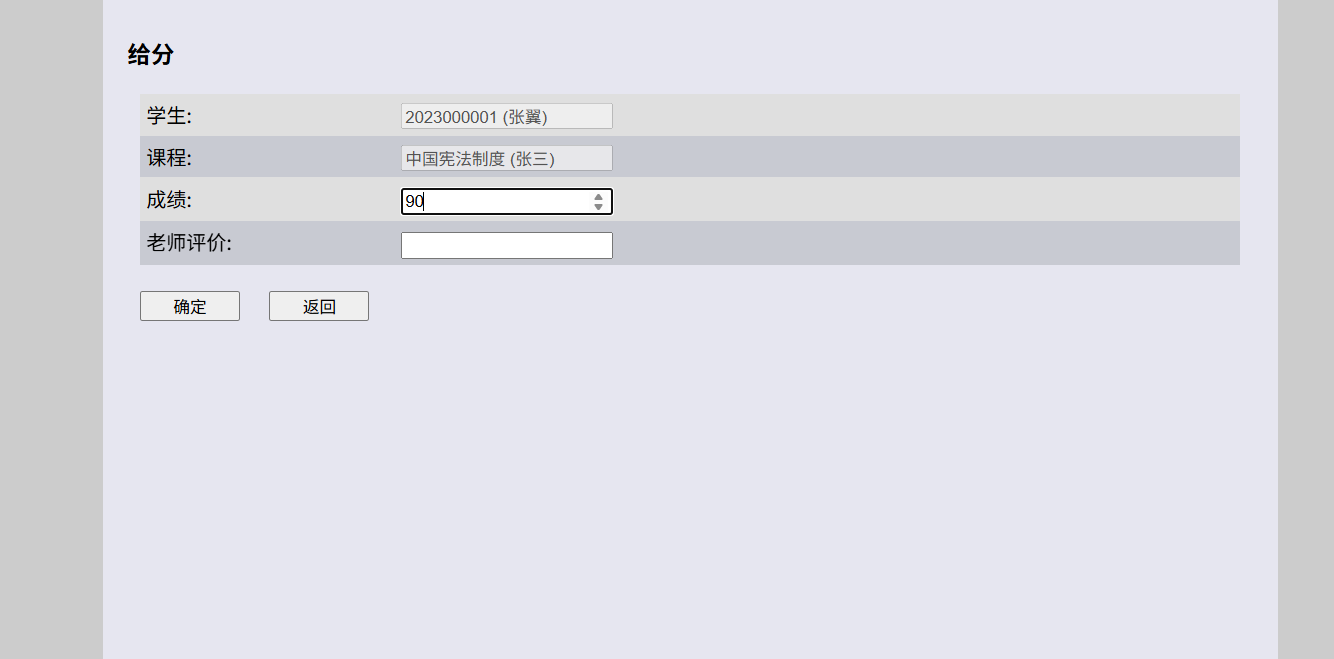 给分
学生: 2023000001 (张翼)
课程: 中国宪法制度 (张三)
成绩: 90
老师评价:
确定 返回